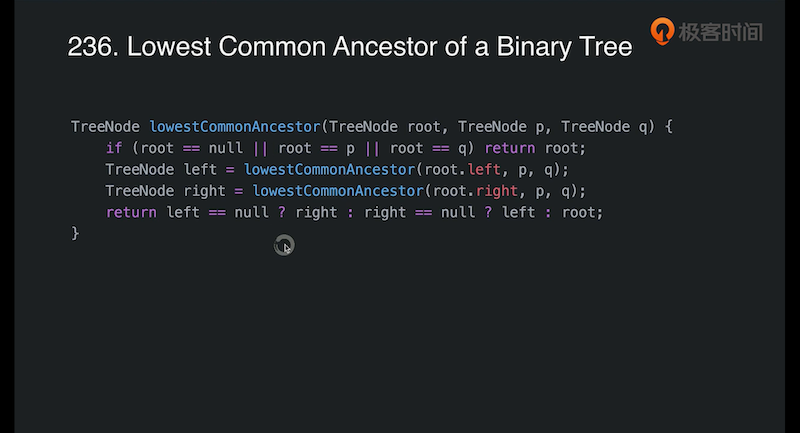 236. Lowest Common Ancestor of a Binary Tree
极客时间
TreeNode lowestCommonAncestor(TreeNode root, TreeNode p, TreeNode q) {
    if (root == null || root == p || root == q) return root;
    TreeNode left = lowestCommonAncestor(root.left, p, q);
    TreeNode right = lowestCommonAncestor(root.right, p, q);
    return left == null ? right : right == null ? left : root;
}